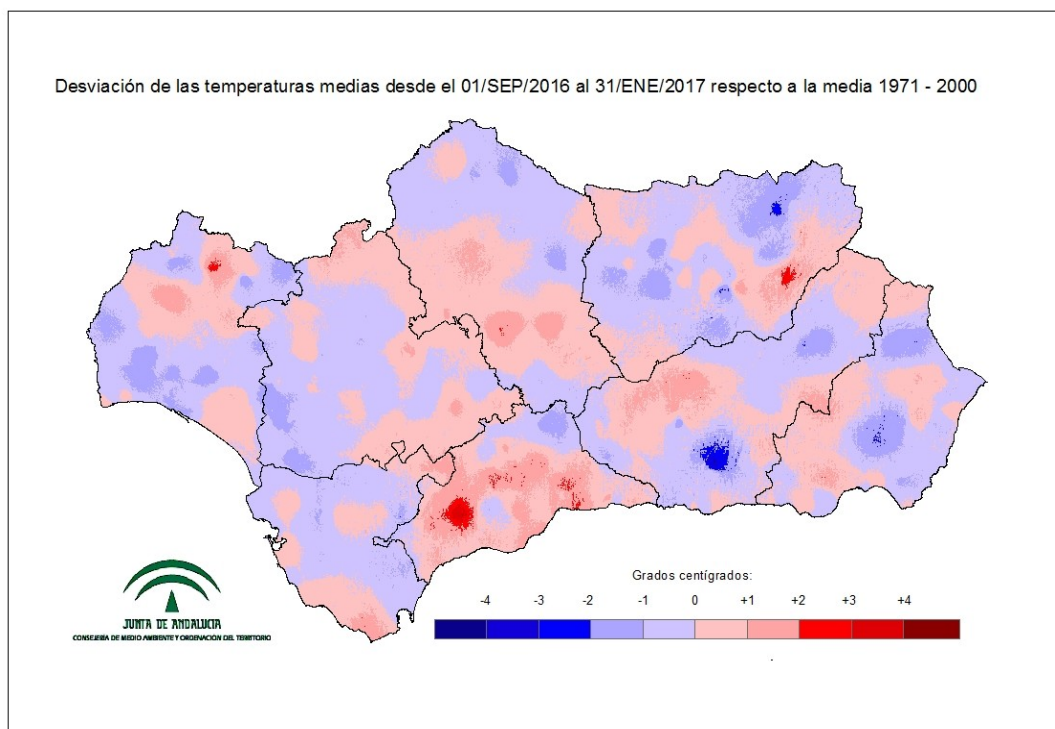 Desviación de las temperaturas medias desde el 01/SEP/2016 al 31/ENE/2017 respecto a la media 1971 - 2000
Grados centígrados:
-4 -3 -2 -1 0 +1 +2 +3 +4
JUNTA DE ANDALUCIA
CONSEJERÍA DE MEDIO AMBIENTE Y ORDENACIÓN DEL TERRITORIO